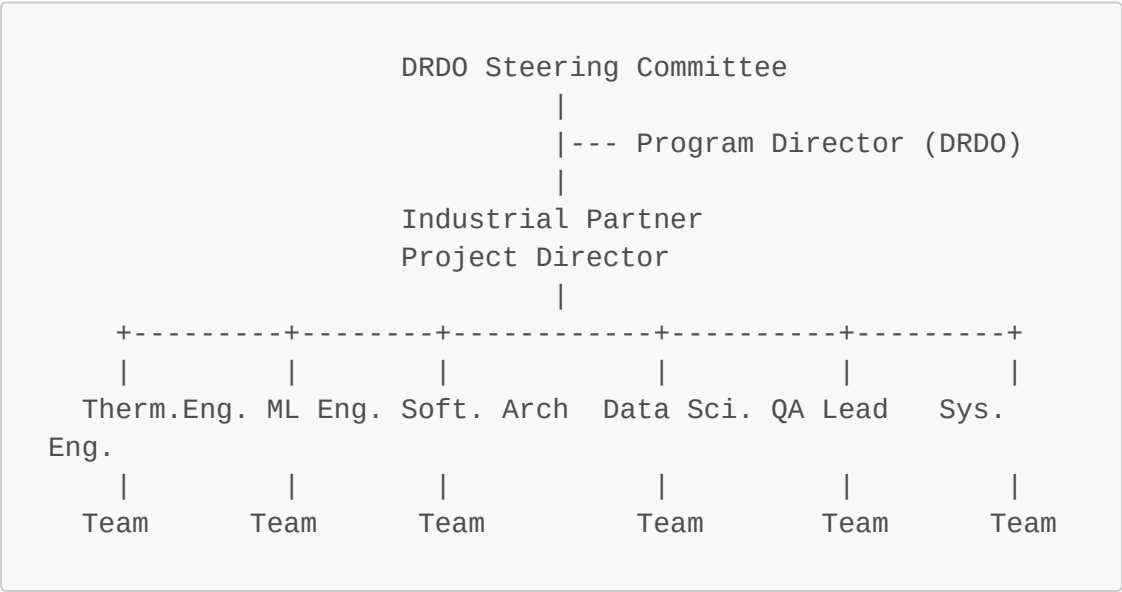 DRDO Steering Committee
|
|--- Program Director (DRDO)
|
Industrial Partner
Project Director
|
+---------+--------+------------+----------+---------+
| | | | | |
Therm.Eng. ML Eng. Soft. Arch Data Sci. QA Lead Sys.
Eng.
| | | | | |
Team Team Team Team Team Team